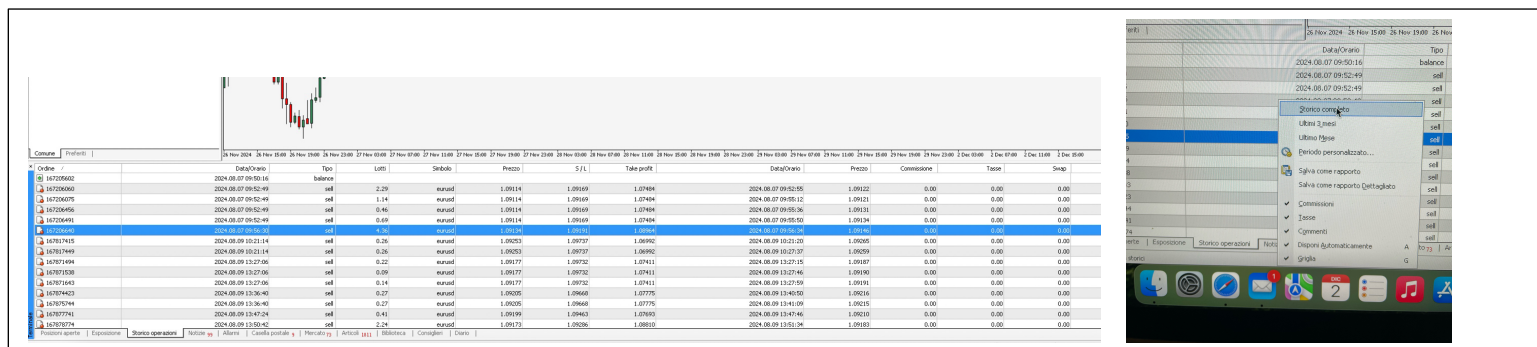 Comune | Preferiti |
26 Nov 2024 26 Nov 15:00 26 Nov 19:00 26 Nov 23:00 27 Nov 03:00 27 Nov 07:00 27 Nov 11:00 27 Nov 15:00 27 Nov 19:00 27 Nov 23:00 28 Nov 03:00 28 Nov 07:00 28 Nov 11:00 28 Nov 15:00 28 Nov 19:00 28 Nov 23:00 29 Nov 03:00 29 Nov 07:00 29 Nov 11:00 29 Nov 15:00 29 Nov 19:00 29 Nov 23:00 2 Dec 03:00 2 Dec 07:00 2 Dec 11:00 2 Dec 15:00
Ordine Data/Orario Tipo Lotti Simbolo Prezzo S / L Take profit Data/Orario Prezzo Commissione Tasse Swap
167205602 2024.08.07 09:50:16 balance
167206060 2024.08.07 09:52:49 sell 2.29 eurusd 1.09114 1.09169 1.07484 2024.08.07 09:52:55 1.09122 0.00 0.00 0.00
167206075 2024.08.07 09:52:49 sell 1.14 eurusd 1.09114 1.09169 1.07484 2024.08.07 09:55:12 1.09121 0.00 0.00 0.00
167206456 2024.08.07 09:52:49 sell 0.46 eurusd 1.09114 1.09169 1.07484 2024.08.07 09:55:36 1.09131 0.00 0.00 0.00
167206491 2024.08.07 09:52:49 sell 0.69 eurusd 1.09114 1.09169 1.07484 2024.08.07 09:55:50 1.09134 0.00 0.00 0.00
167206640 2024.08.07 09:56:30 sell 4.36 eurusd 1.09134 1.09191 1.08964 2024.08.07 09:56:34 1.09146 0.00 0.00 0.00
167817415 2024.08.09 10:21:14 sell 0.26 eurusd 1.09253 1.09737 1.06992 2024.08.09 10:21:20 1.09265 0.00 0.00 0.00
167817449 2024.08.09 10:21:14 sell 0.26 eurusd 1.09253 1.09737 1.06992 2024.08.09 10:27:37 1.09259 0.00 0.00 0.00
167871494 2024.08.09 13:27:06 sell 0.22 eurusd 1.09177 1.09732 1.07411 2024.08.09 13:27:15 1.09187 0.00 0.00 0.00
167871538 2024.08.09 13:27:06 sell 0.09 eurusd 1.09177 1.09732 1.07411 2024.08.09 13:27:46 1.09190 0.00 0.00 0.00
167871643 2024.08.09 13:27:06 sell 0.14 eurusd 1.09177 1.09732 1.07411 2024.08.09 13:27:59 1.09191 0.00 0.00 0.00
167874423 2024.08.09 13:36:40 sell 0.27 eurusd 1.09205 1.09668 1.07775 2024.08.09 13:40:50 1.09216 0.00 0.00 0.00
167875744 2024.08.09 13:36:40 sell 0.27 eurusd 1.09205 1.09668 1.07775 2024.08.09 13:41:09 1.09215 0.00 0.00 0.00
167877741 2024.08.09 13:47:24 sell 0.41 eurusd 1.09199 1.09463 1.07693 2024.08.09 13:47:46 1.09210 0.00 0.00 0.00
167878774 2024.08.09 13:50:42 sell 2.24 eurusd 1.09173 1.09286 1.08810 2024.08.09 13:51:34 1.09183 0.00 0.00 0.00
Posizioni aperte | Esposizione | Storico operazioni | Notizie 99 | Allarmi | Casella postale 9 | Mercato 73 | Articoli 1811 | Biblioteca | Consiglieri | Diario |
26 Nov 2024 26 Nov 15:00 26 Nov 19:00 26 Nov
Data/Orario Tipo
2024.08.07 09:50:16 balance
2024.08.07 09:52:49 sell
2024.08.07 09:52:49 sell
sell
Storico completo
Ultimi 3 mesi
Ultimo Mese
Periodo personalizzato...
Salva come rapporto
Salva come rapporto Dettagliato
Commissioni
Tasse
Commenti
Disponi Automaticamente A
Griglia G
sell
sell
sell
sell
sell
sell
sell
sell
sell
sell
Esposizione | Storico operazioni
storici
1
DIC
2